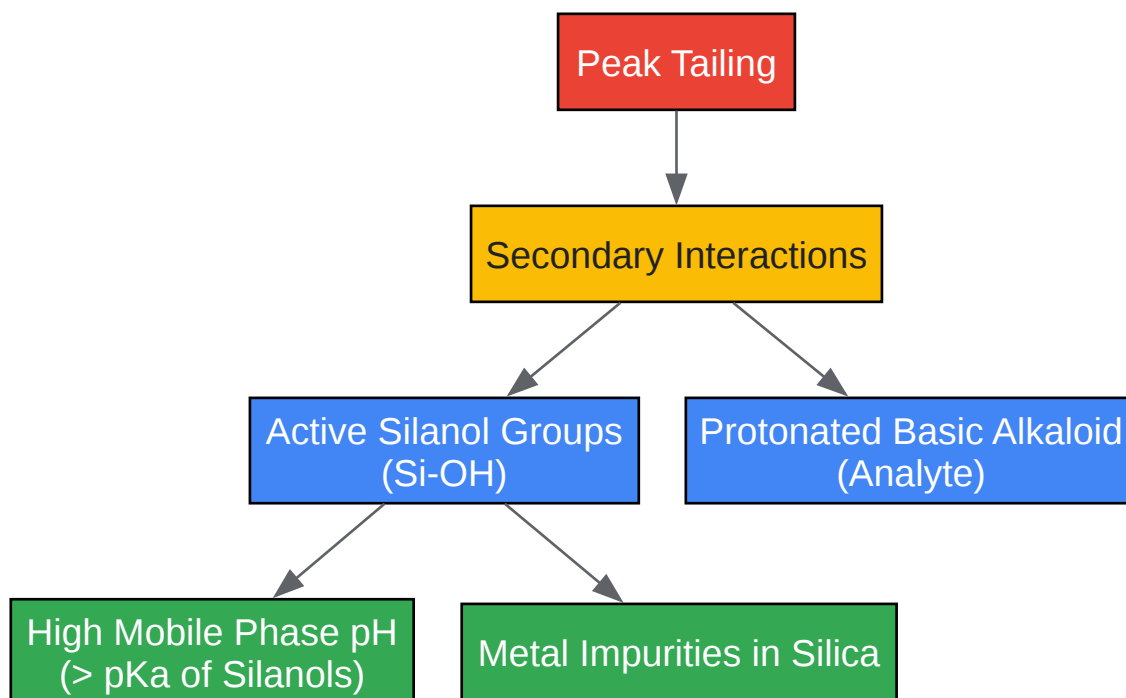 Peak Tailing
Secondary Interactions
Active Silanol Groups
(Si-OH)
Protonated Basic Alkaloid
(Analyte)
High Mobile Phase pH
(> pKa of Silanols)
Metal Impurities in Silica